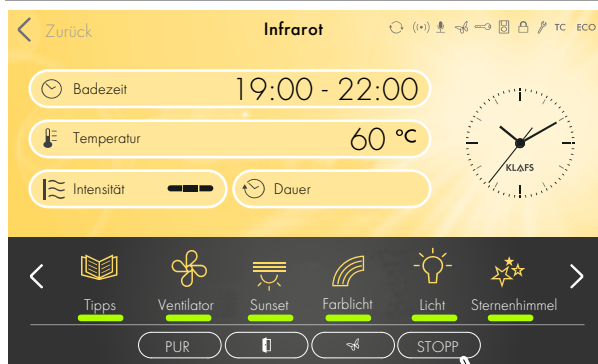 Zurück Infrarot TC ECO
Badezeit 19:00 - 22:00
Temperatur 60 °C
Intensität Dauer
KLAFS
Tipps Ventilator Sunset Farblicht Licht Sternenhimmel
PUR STOPP